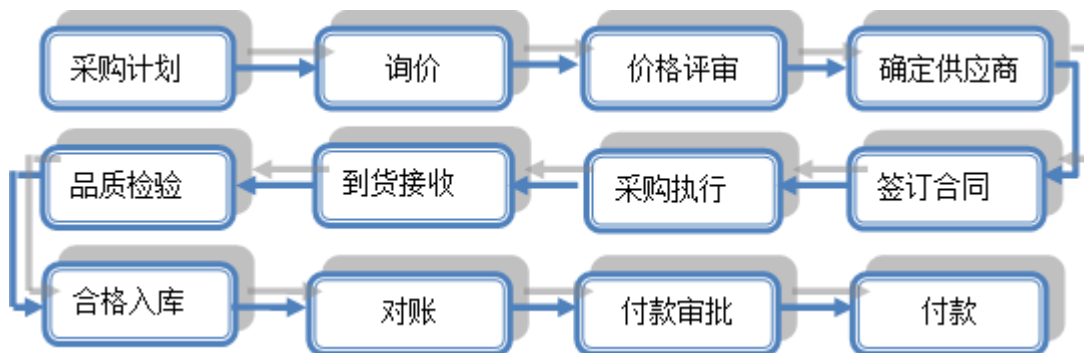 采购计划
询价
价格评审
确定供应商
签订合同
采购执行
到货接收
品质检验
合格入库
对账
付款审批
付款